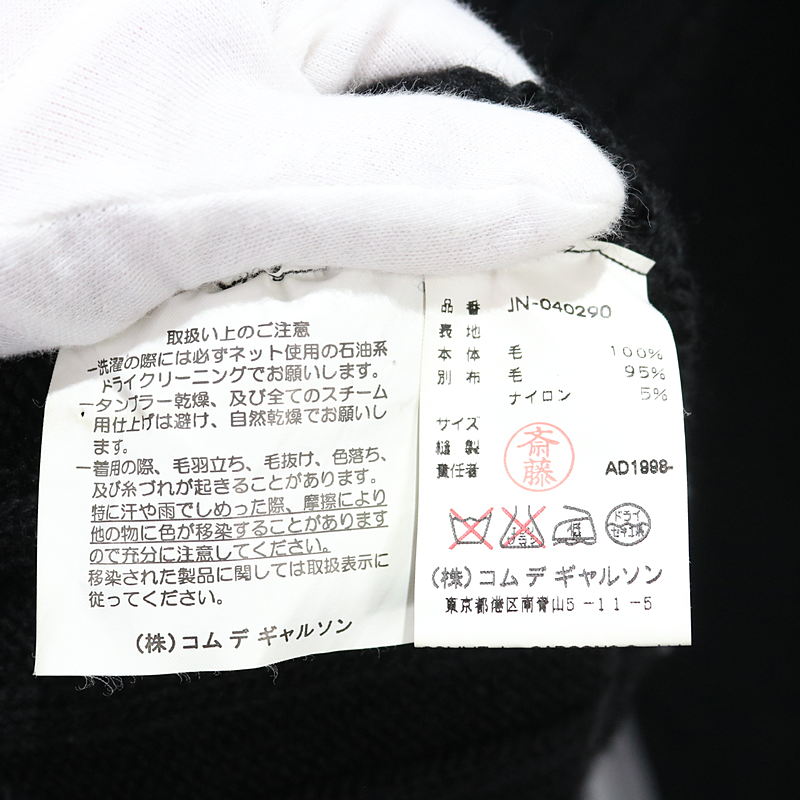 取扱い上のご注意
一洗濯の際には必ずネット使用の石油系
ドライクリーニングでお願いします。
一タンブラー乾燥、及び全てのスチーム
用仕上げは避け、自然乾燥でお願いし
ます。
一着用の際、毛羽立ち、毛抜け、色落ち、
及び糸づれが起きることがあります。
特に汗や雨でしめった際、摩擦により
他の物に色が移染することがあります
ので充分に注意してください。
移染された製品に関しては取扱表示に
従ってください。
(株)コム デ ギャルソン
品番 JN-040290
表地
本体 毛 100%
別布 毛 95%
ナイロン 5%
サイズ
縫製
責任者
斎藤
AD1998
ドライ
セキユ系
(株)コム デ ギャルソン
東京都港区南青山5-11-5